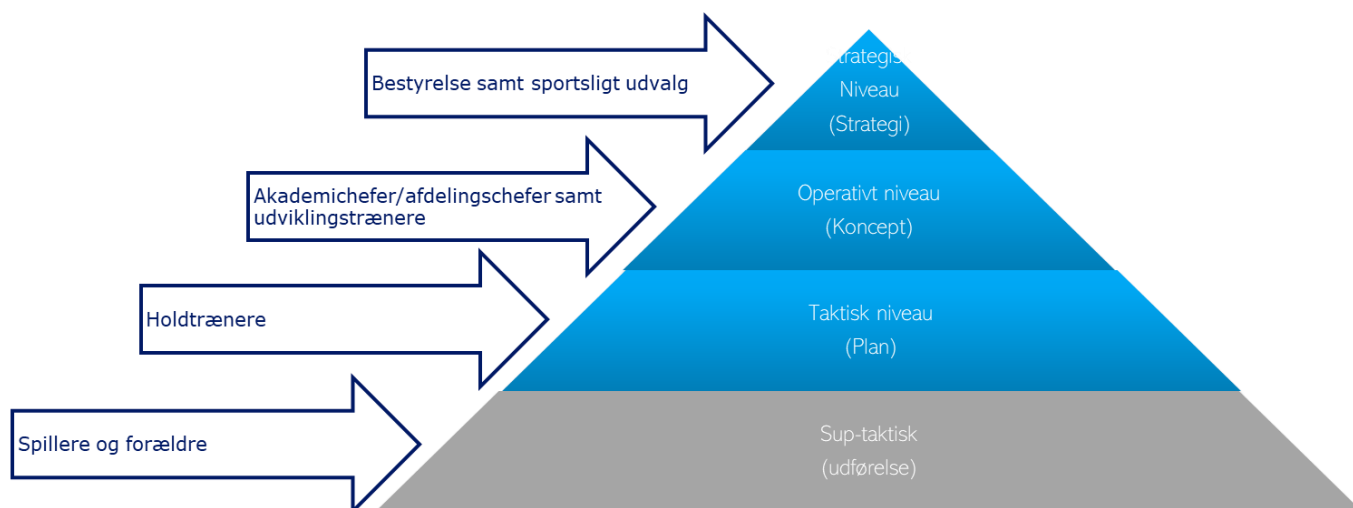 Bestyrelse samt sportsligt udvalg
trategis
Niveau
(Strategi)
Akademichefer/afdelingschefer samt
udviklingstrænere
Operativt niveau
(Koncept)
Holdtrænere
Taktisk niveau
(Plan)
Spillere og forældre
Sup-taktisk
(udførelse)